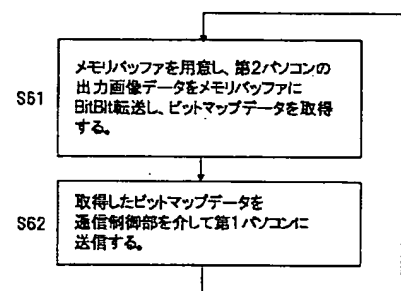 S61
メモリバッファを用意し、第2パソコンの
出力画像データをメモリバッファに
BitBlt転送し、ビットマップデータを取得
する。
S62
取得したビットマップデータを
通信制御部を介して第1パソコンに
送信する。